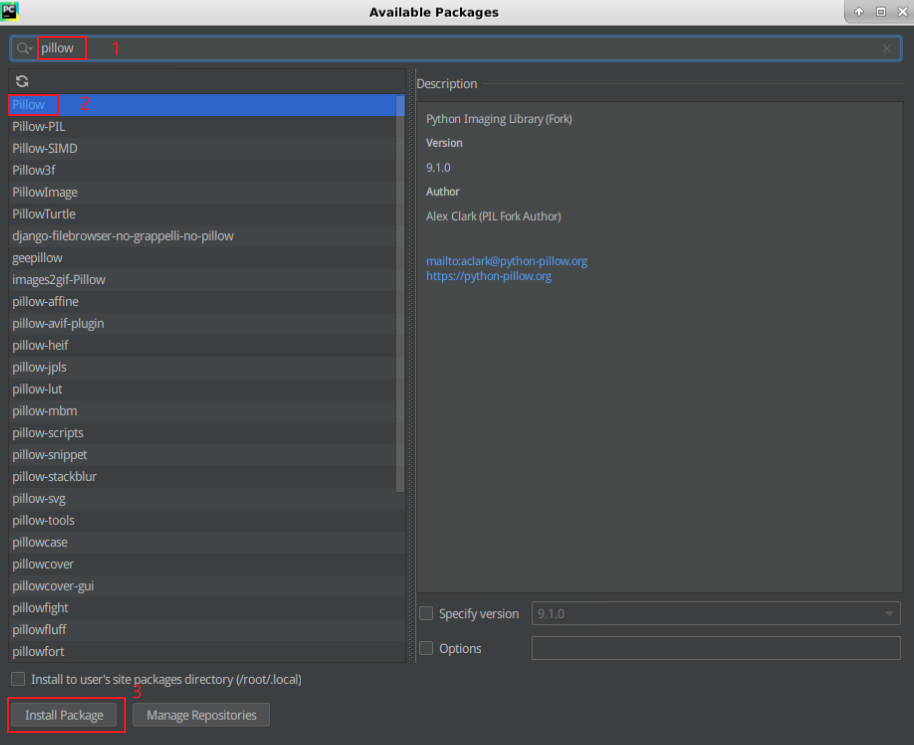 PC
Available Packages
pillow
1
Pillow
2
Pillow-PIL
Pillow-SIMD
Pillow3f
PillowImage
PillowTurtle
django-filebrowser-no-grappelli-no-pillow
geepillow
images2gif-Pillow
pillow-affine
pillow-avif-plugin
pillow-heif
pillow-jpls
pillow-lut
pillow-mbm
pillow-scripts
pillow-snippet
pillow-stackblur
pillow-svg
pillow-tools
pillowcase
pillowcover
pillowcover-gui
pillowfight
pillowfluff
pillowfort
Description
Python Imaging Library (Fork)
Version
9.1.0
Author
Alex Clark (PIL Fork Author)
mailto:aclark@python-pillow.org
https://python-pillow.org
Specify version
9.1.0
Options
Install to user's site packages directory (/root/.local)
3
Install Package
Manage Repositories